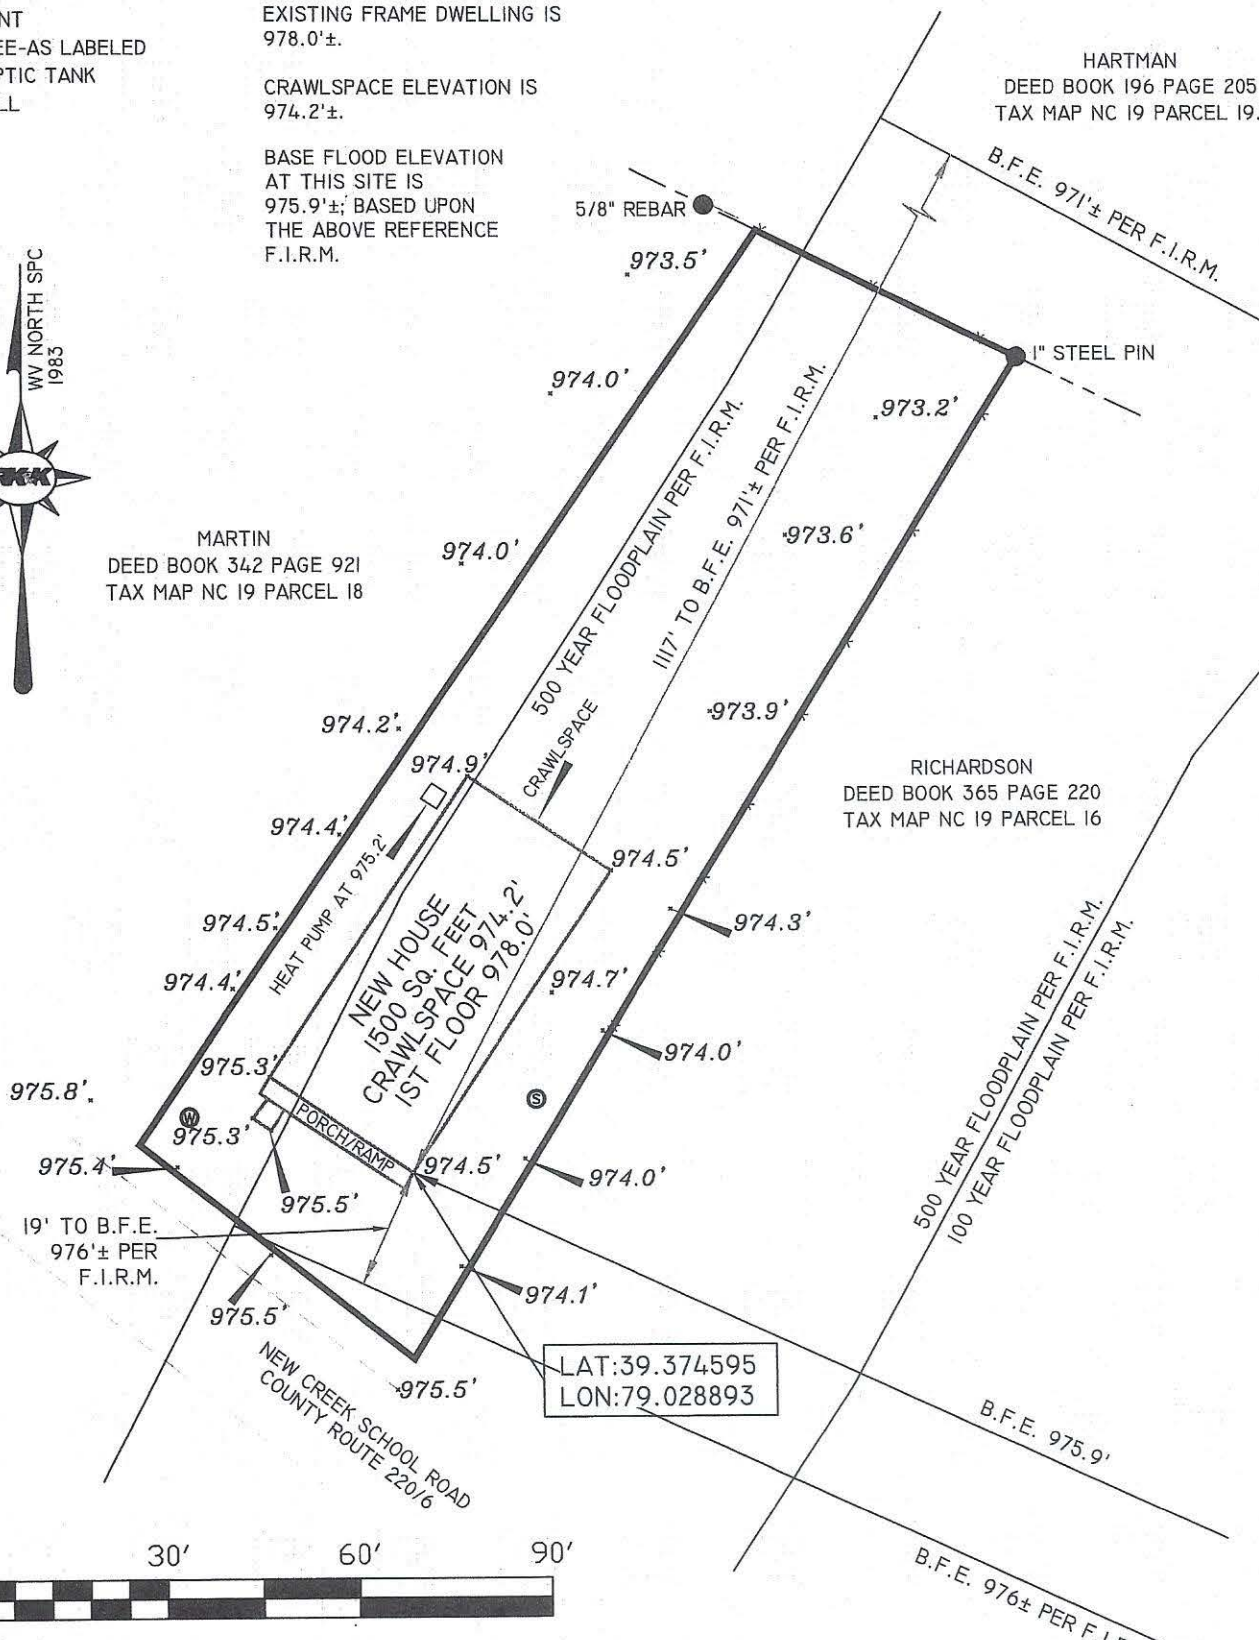 NT
EE-AS LABELED
PTIC TANK
LL
EXISTING FRAME DWELLING IS
978.0'±.
CRAWLSPACE ELEVATION IS
974.2'±.
BASE FLOOD ELEVATION
AT THIS SITE IS
975.9'±; BASED UPON
THE ABOVE REFERENCE
F.I.R.M.
HARTMAN
DEED BOOK 196 PAGE 205
TAX MAP NC 19 PARCEL 19.
B.F.E. 971'± PER F.I.R.M.
5/8" REBAR
973.5'
WV NORTH SPC
1983
1" STEEL PIN
974.0'
973.2'
500 YEAR FLOODPLAIN PER F.I.R.M.
1117' TO B.F.E. 971'± PER F.I.R.M.
RK&K
MARTIN
DEED BOOK 342 PAGE 921
TAX MAP NC 19 PARCEL 18
974.0'
973.6'
974.2'
973.9'
CRAWLSPACE
974.9'
RICHARDSON
DEED BOOK 365 PAGE 220
TAX MAP NC 19 PARCEL 16
974.4'
HEAT PUMP AT 975.2'
974.5'
974.5'
974.3'
974.4'
974.7'
NEW HOUSE
1500 SQ. FEET
CRAWLSPACE 974.2'
1ST FLOOR 978.0'
974.0'
975.3'
975.8'
W
S
975.3'
PORCH/RAMP
975.4'
974.5'
974.0'
975.5'
500 YEAR FLOODPLAIN PER F.I.R.M.
100 YEAR FLOODPLAIN PER F.I.R.M.
19' TO B.F.E.
976'± PER
F.I.R.M.
974.1'
975.5'
LAT:39.374595
LON:79.028893
975.5'
NEW CREEK SCHOOL ROAD
COUNTY ROUTE 220/6
B.F.E. 975.9'
B.F.E. 976± PER F.I.R
30'
60'
90'